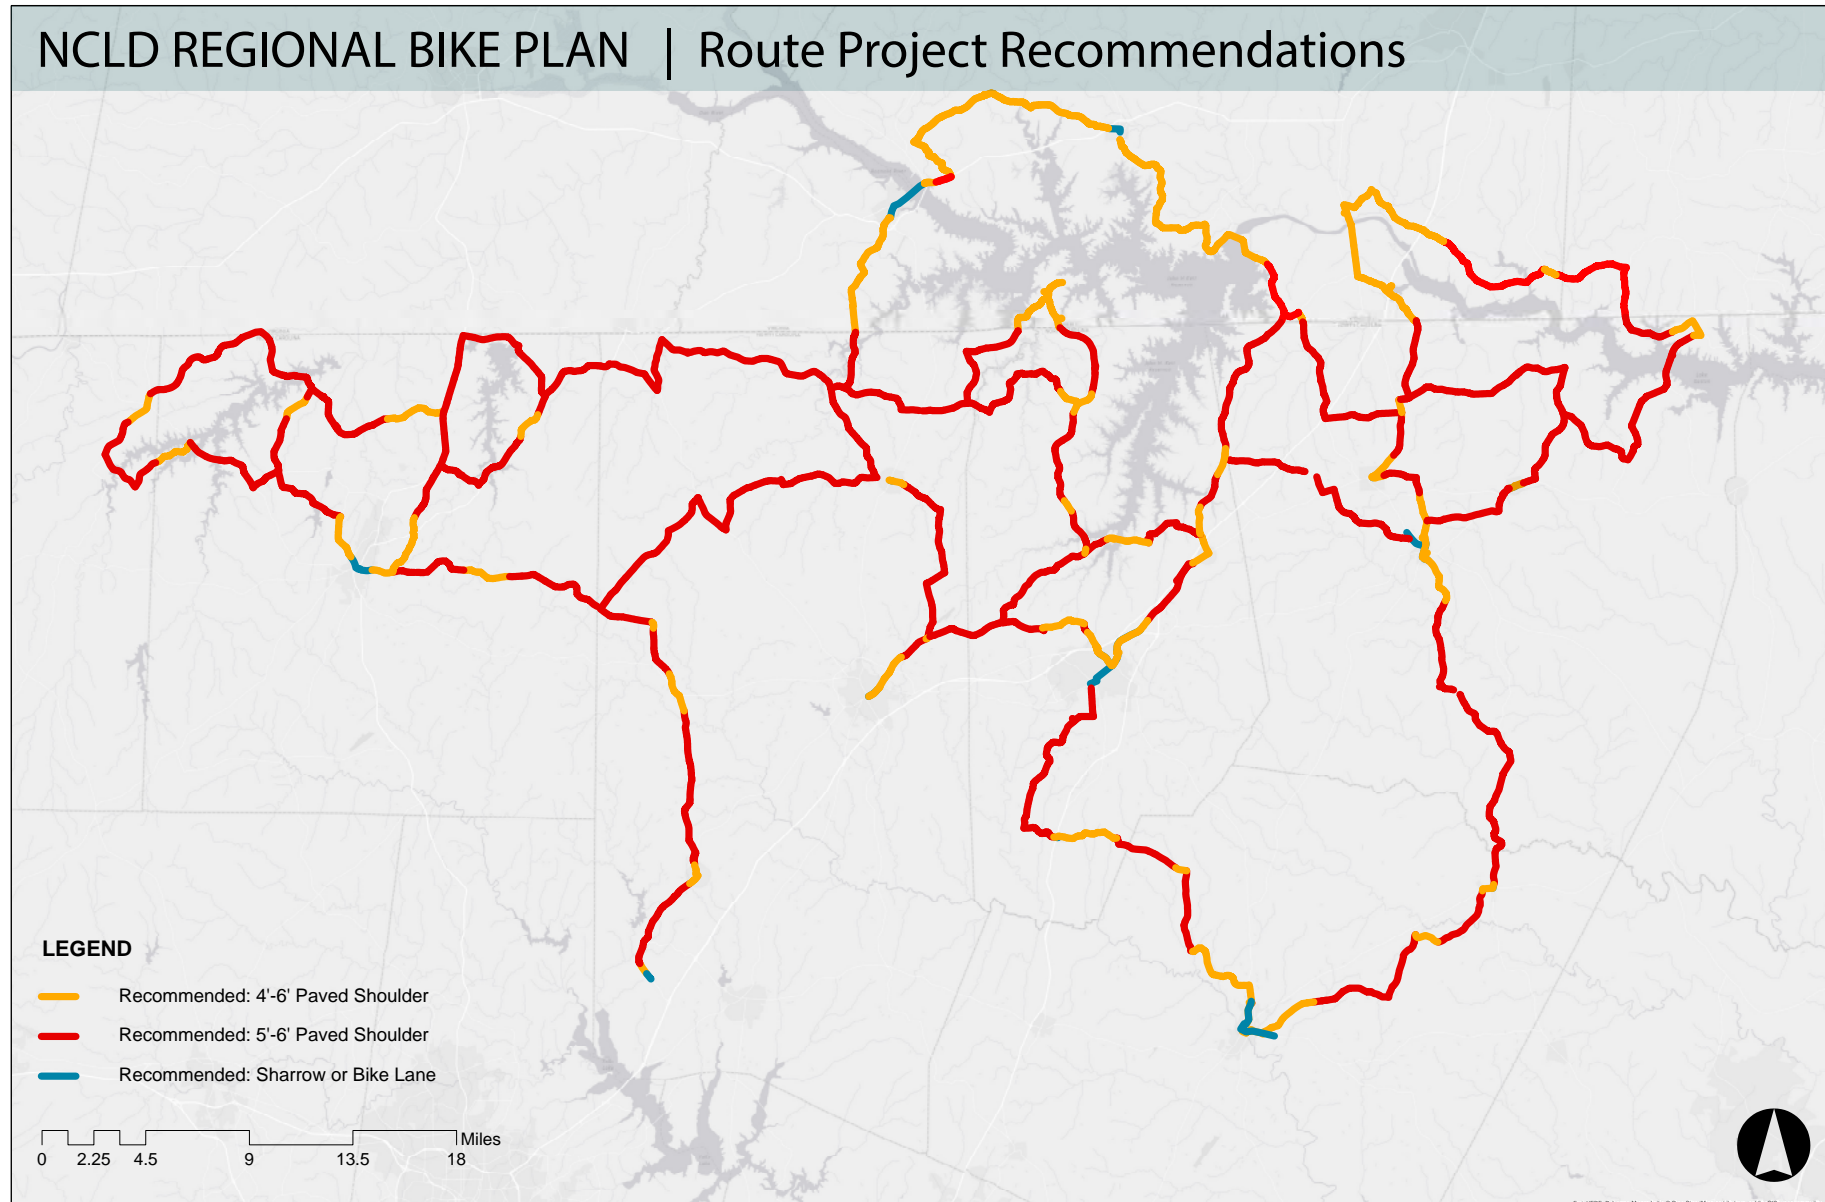 NCLD REGIONAL BIKE PLAN | Route Project Recommendations
LEGEND
Recommended: 4'-6' Paved Shoulder
Recommended: 5'-6' Paved Shoulder
Recommended: Sharrow or Bike Lane
Miles
0 2.25 4.5 9 13.5 18